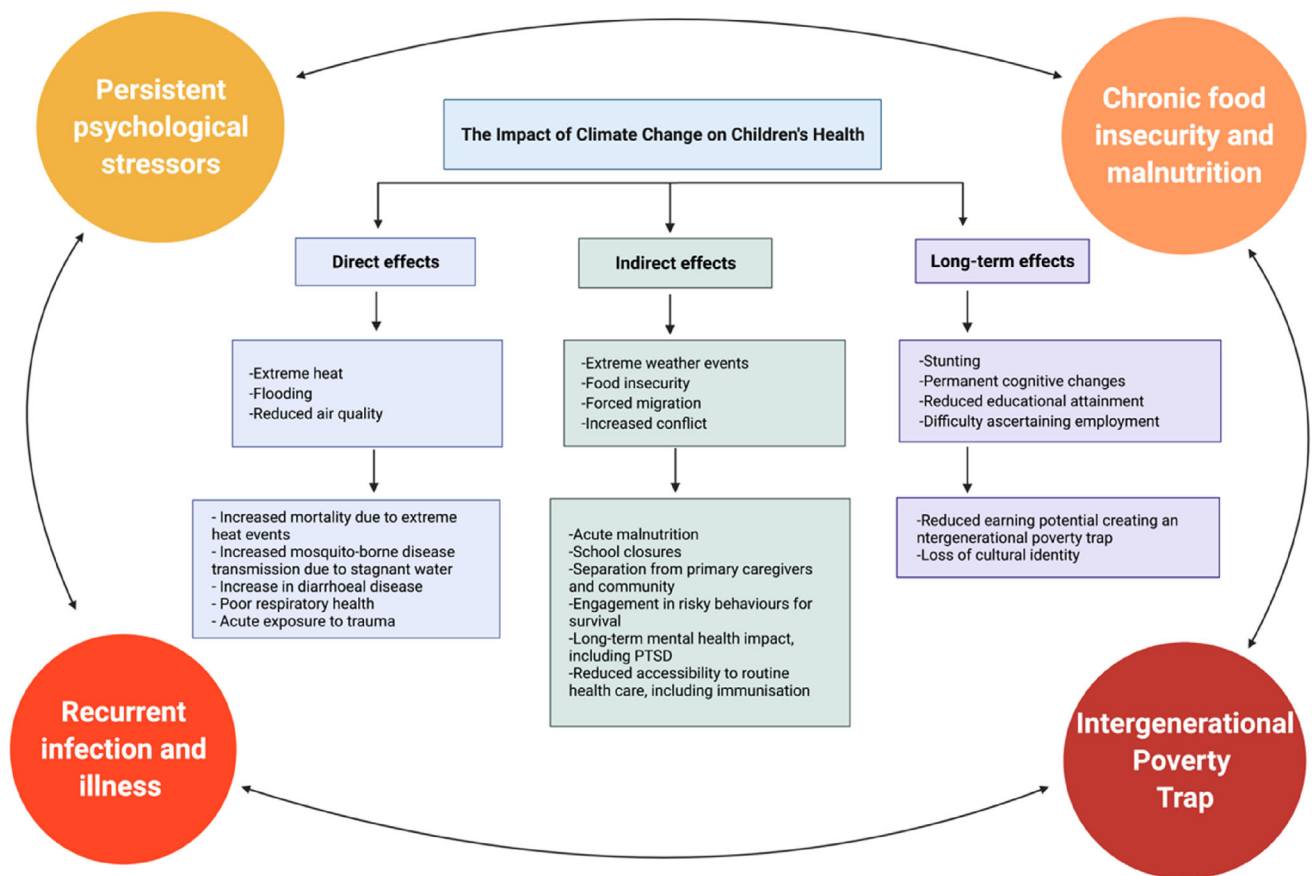 Persistent
psychological
stressors
Chronic food
insecurity and
malnutrition
The Impact of Climate Change on Children's Health
Direct effects
Indirect effects
Long-term effects
-Extreme heat
-Flooding
-Reduced air quality
-Extreme weather events
-Food insecurity
-Forced migration
-Increased conflict
-Stunting
-Permanent cognitive changes
-Reduced educational attainment
-Difficulty ascertaining employment
- Increased mortality due to extreme
heat events
- Increased mosquito-borne disease
transmission due to stagnant water
- Increase in diarrhoeal disease
- Poor respiratory health
- Acute exposure to trauma
-Acute malnutrition
-School closures
-Separation from primary caregivers
and community
-Engagement in risky behaviours for
survival
-Long-term mental health impact,
including PTSD
-Reduced accessibility to routine
health care, including immunisation
-Reduced earning potential creating an
ntergenerational poverty trap
-Loss of cultural identity
Recurrent
infection and
illness
Intergenerational
Poverty
Trap